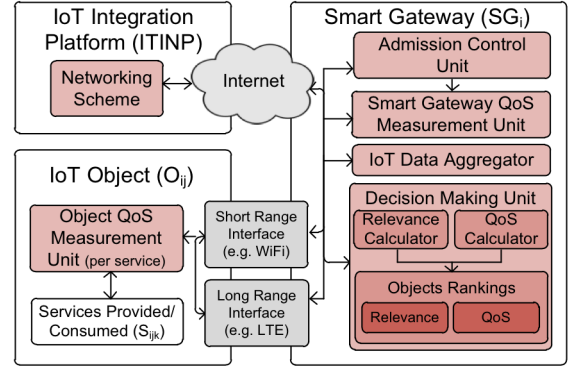 IoT Integration
Platform (ITINP)
Networking
Scheme
Internet
Smart Gateway (SGi)
Admission Control
Unit
Smart Gateway QoS
Measurement Unit
IoT Data Aggregator
Decision Making Unit
Relevance
Calculator
QoS
Calculator
Objects Rankings
Relevance
QoS
IoT Object (Oij)
Object QoS
Measurement
Unit (per service)
Services Provided/
Consumed (Sijk)
Short Range
Interface
(e.g. WiFi)
Long Range
Interface
(e.g. LTE)